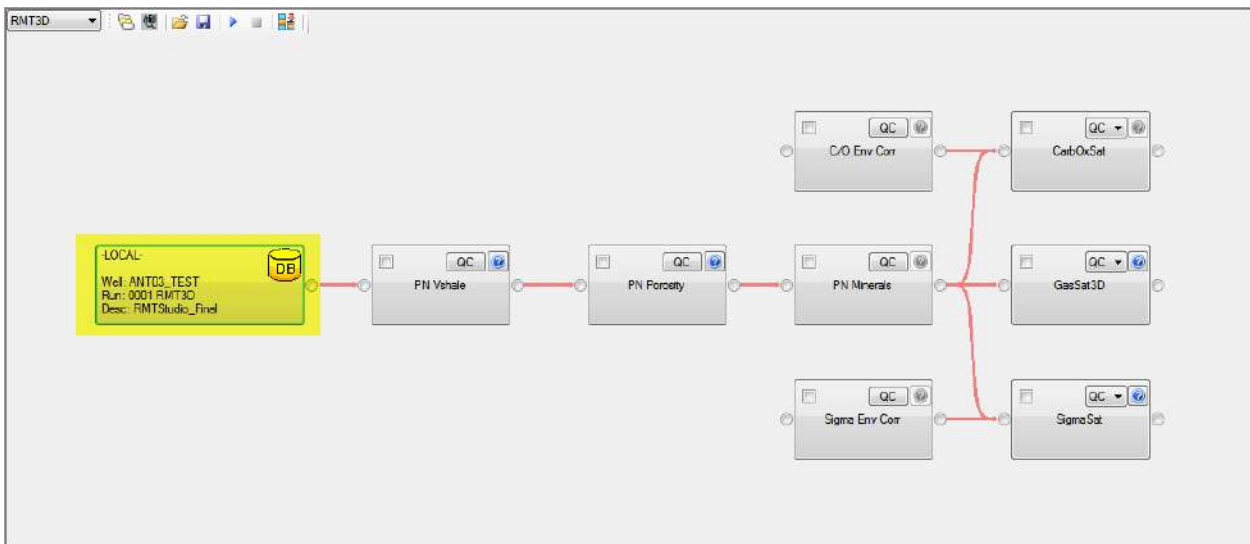 RMT3D
QC
C/O Env Corr
QC
CarbOxSat
-LOCAL-
DB
Well: ANT03_TEST
Run: 0001 RMT3D
Desc: RMTStudio_Final
QC
PN Vshale
QC
PN Porosity
QC
PN Minerals
QC
GasSat3D
QC
Sigma Env Corr
QC
SigmaSat